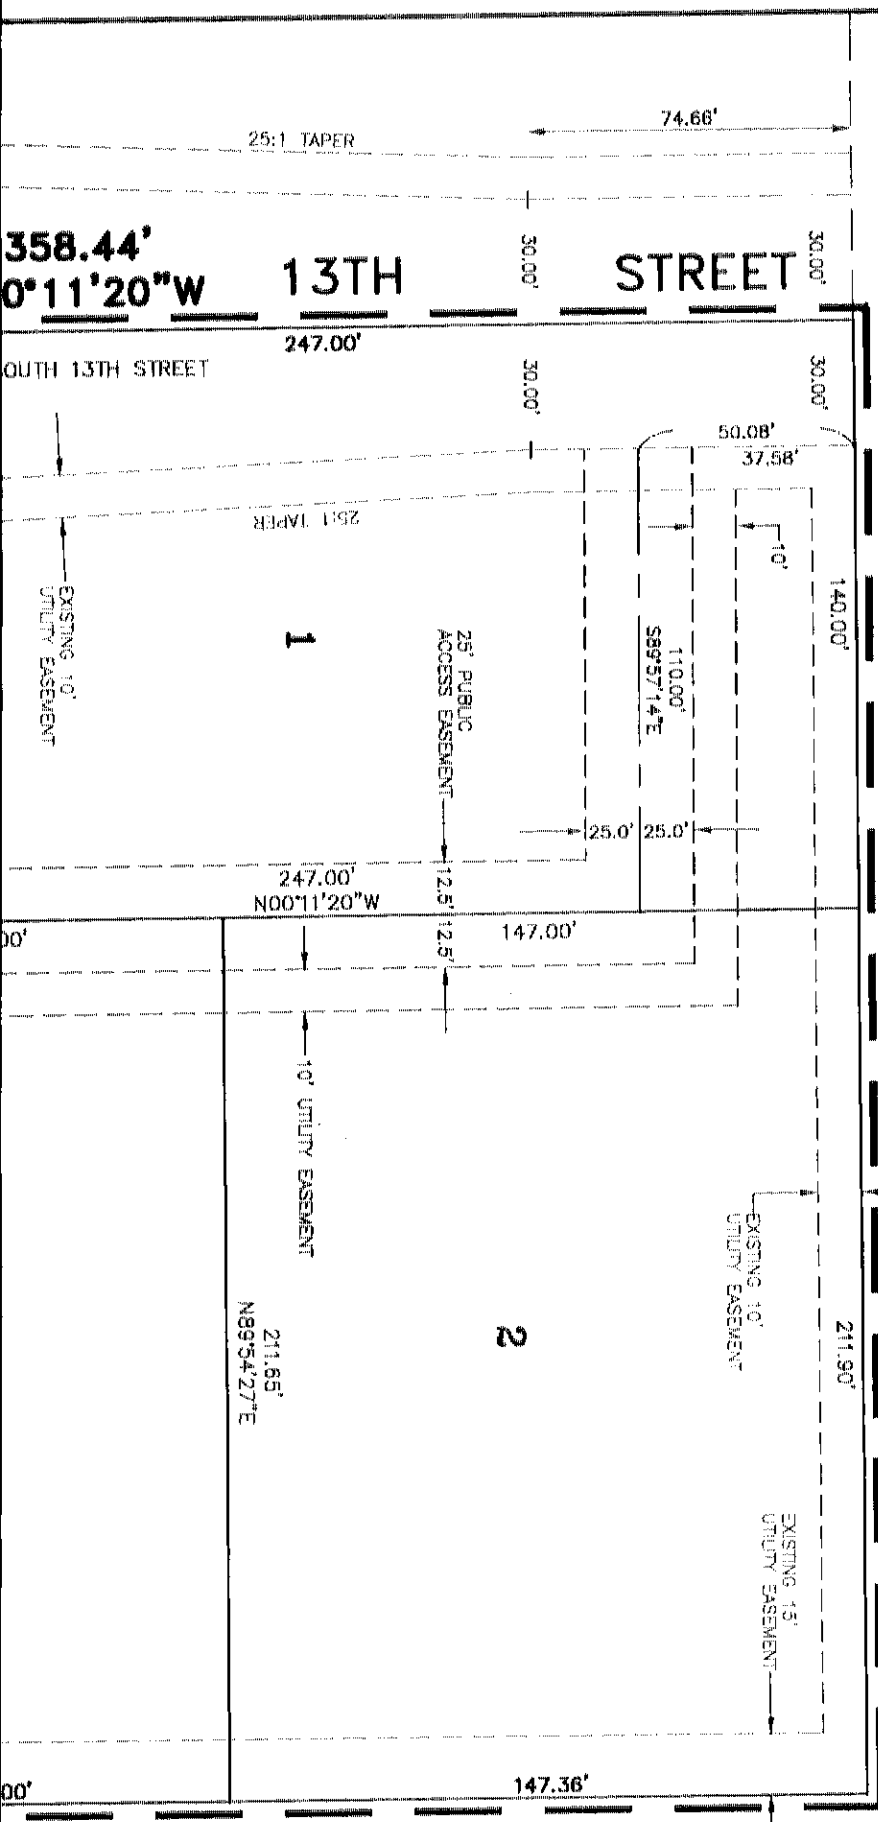 25:1 TAPER
74.66'
358.44'
0°11'20"W
13TH STREET
30.00'
30.00'
247.00'
OUTH 13TH STREET
30.00'
30.00'
50.08'
37.58'
25:1 TAPER
10'
140.00'
EXISTING 10'
UTILITY EASEMENT
1
25' PUBLIC
ACCESS EASEMENT
110.00'
S89°57'14"E
25.0' 25.0'
247.00'
N00°11'20"W
12.5' 12.5'
147.00'
00'
10' UTILITY EASEMENT
EXISTING 10'
UTILITY EASEMENT
211.65'
N89°54'27"E
2
211.90'
EXISTING 15'
UTILITY EASEMENT
00'
147.36'